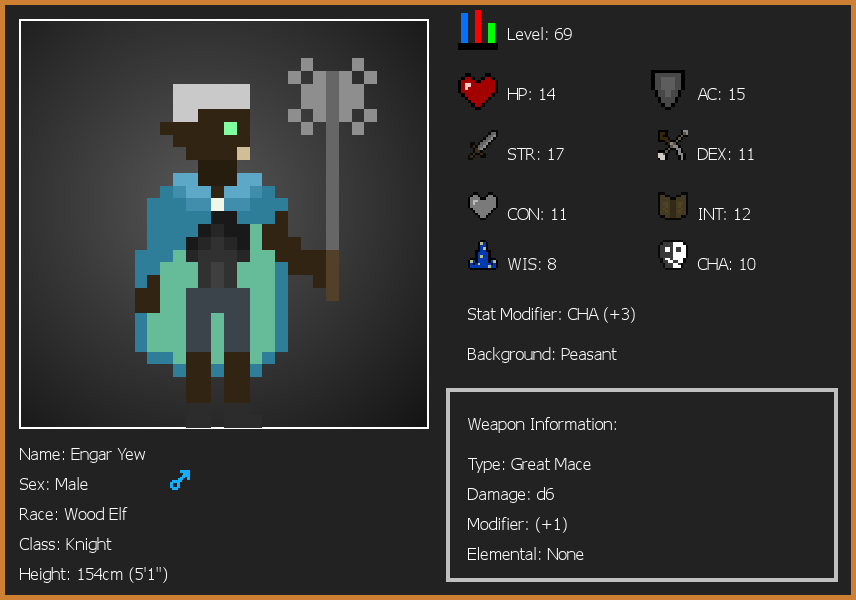 Level: 69
HP: 14
AC: 15
STR: 17
DEX: 11
CON: 11
INT: 12
WIS: 8
CHA: 10
Stat Modifier: CHA (+3)
Background: Peasant
Weapon Information:
Type: Great Mace
Damage: d6
Modifier: (+1)
Elemental: None
Name: Engar Yew
Sex: Male
Race: Wood Elf
Class: Knight
Height: 154cm (5'1")